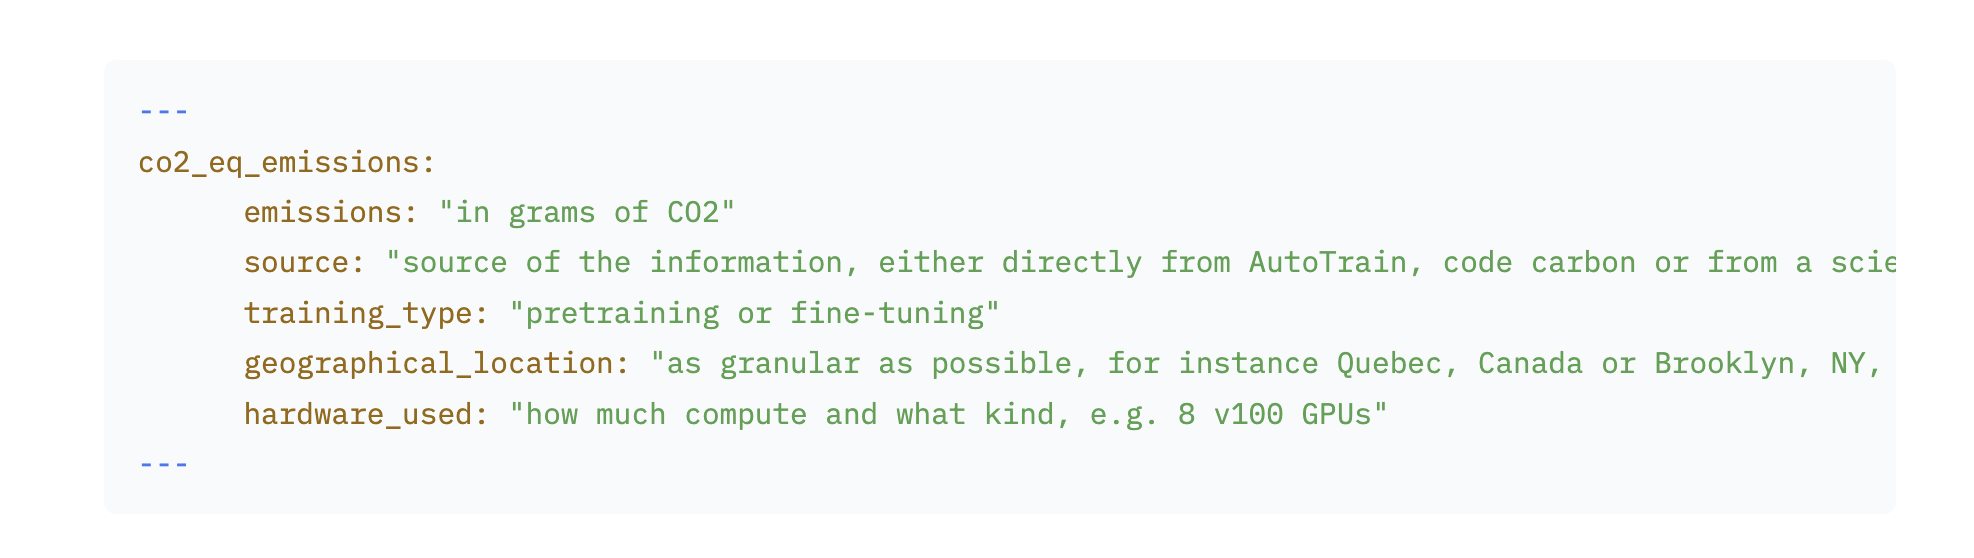 ---
co2_eq_emissions:
emissions: "in grams of CO2"
source: "source of the information, either directly from AutoTrain, code carbon or from a scie
training_type: "pretraining or fine-tuning"
geographical_location: "as granular as possible, for instance Quebec, Canada or Brooklyn, NY,
hardware_used: "how much compute and what kind, e.g. 8 v100 GPUs"
---